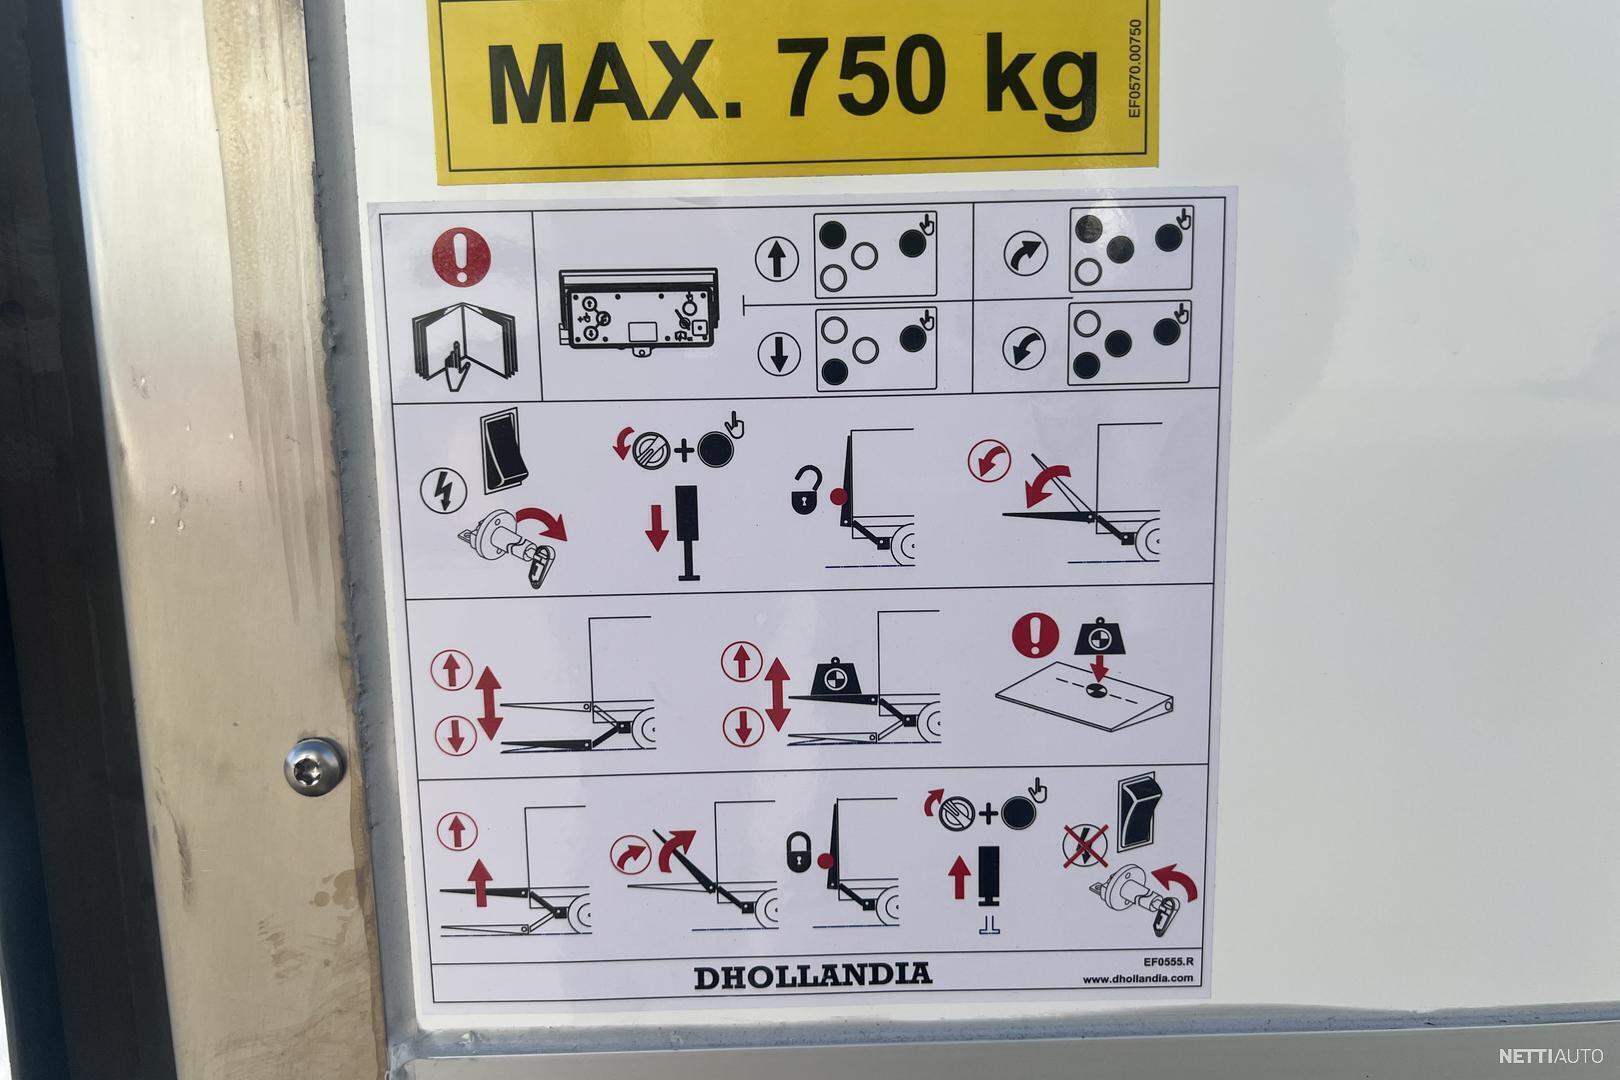 MAX. 750 kg
EF0570.00750
DHOLLANDIA
EF0555.R
www.dhollandia.com
NETTIAUTO